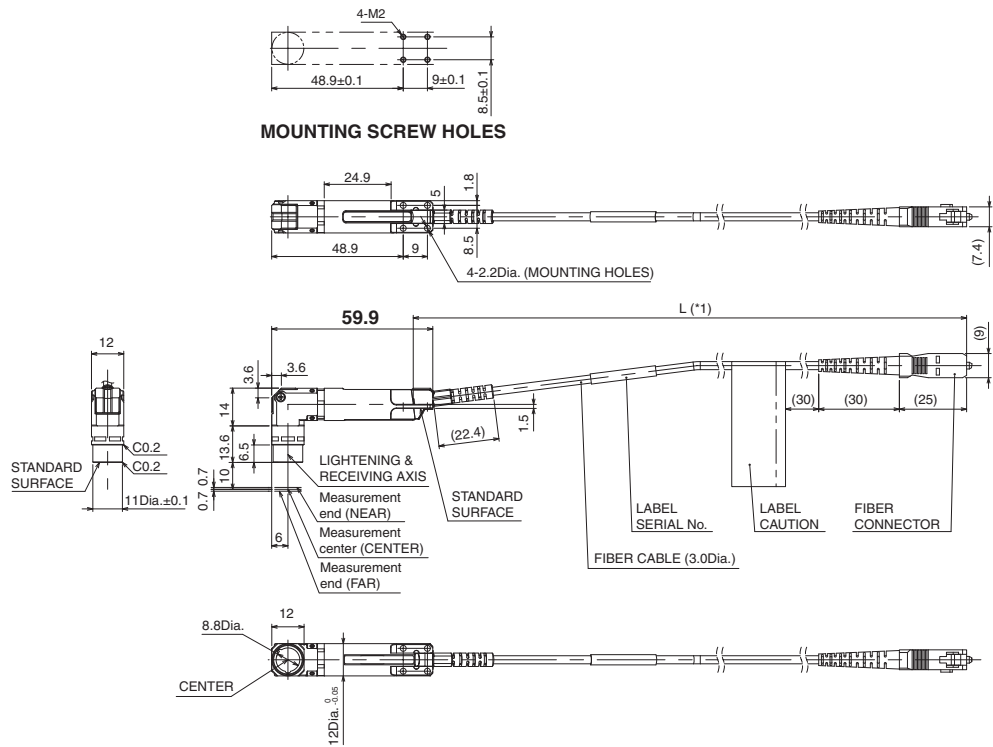 4-M2
48.9±0.1
9±0.1
8.5±0.1
MOUNTING SCREW HOLES
24.9
5
1.8
48.9
9
8.5
4-2.2Dia. (MOUNTING HOLES)
(7.4)
59.9
L (*1)
(9)
12
3.6
3.6
14
13.6
6.5
10
0.7
0.7
C0.2
C0.2
STANDARD
SURFACE
11Dia.±0.1
6
LIGHTENING &
RECEIVING AXIS
Measurement
end (NEAR)
Measurement
center (CENTER)
Measurement
end (FAR)
(22.4)
1.5
STANDARD
SURFACE
(30)
(30)
(25)
LABEL
SERIAL No.
LABEL
CAUTION
FIBER
CONNECTOR
FIBER CABLE (3.0Dia.)
12
8.8Dia.
CENTER
12Dia. 0 -0.05